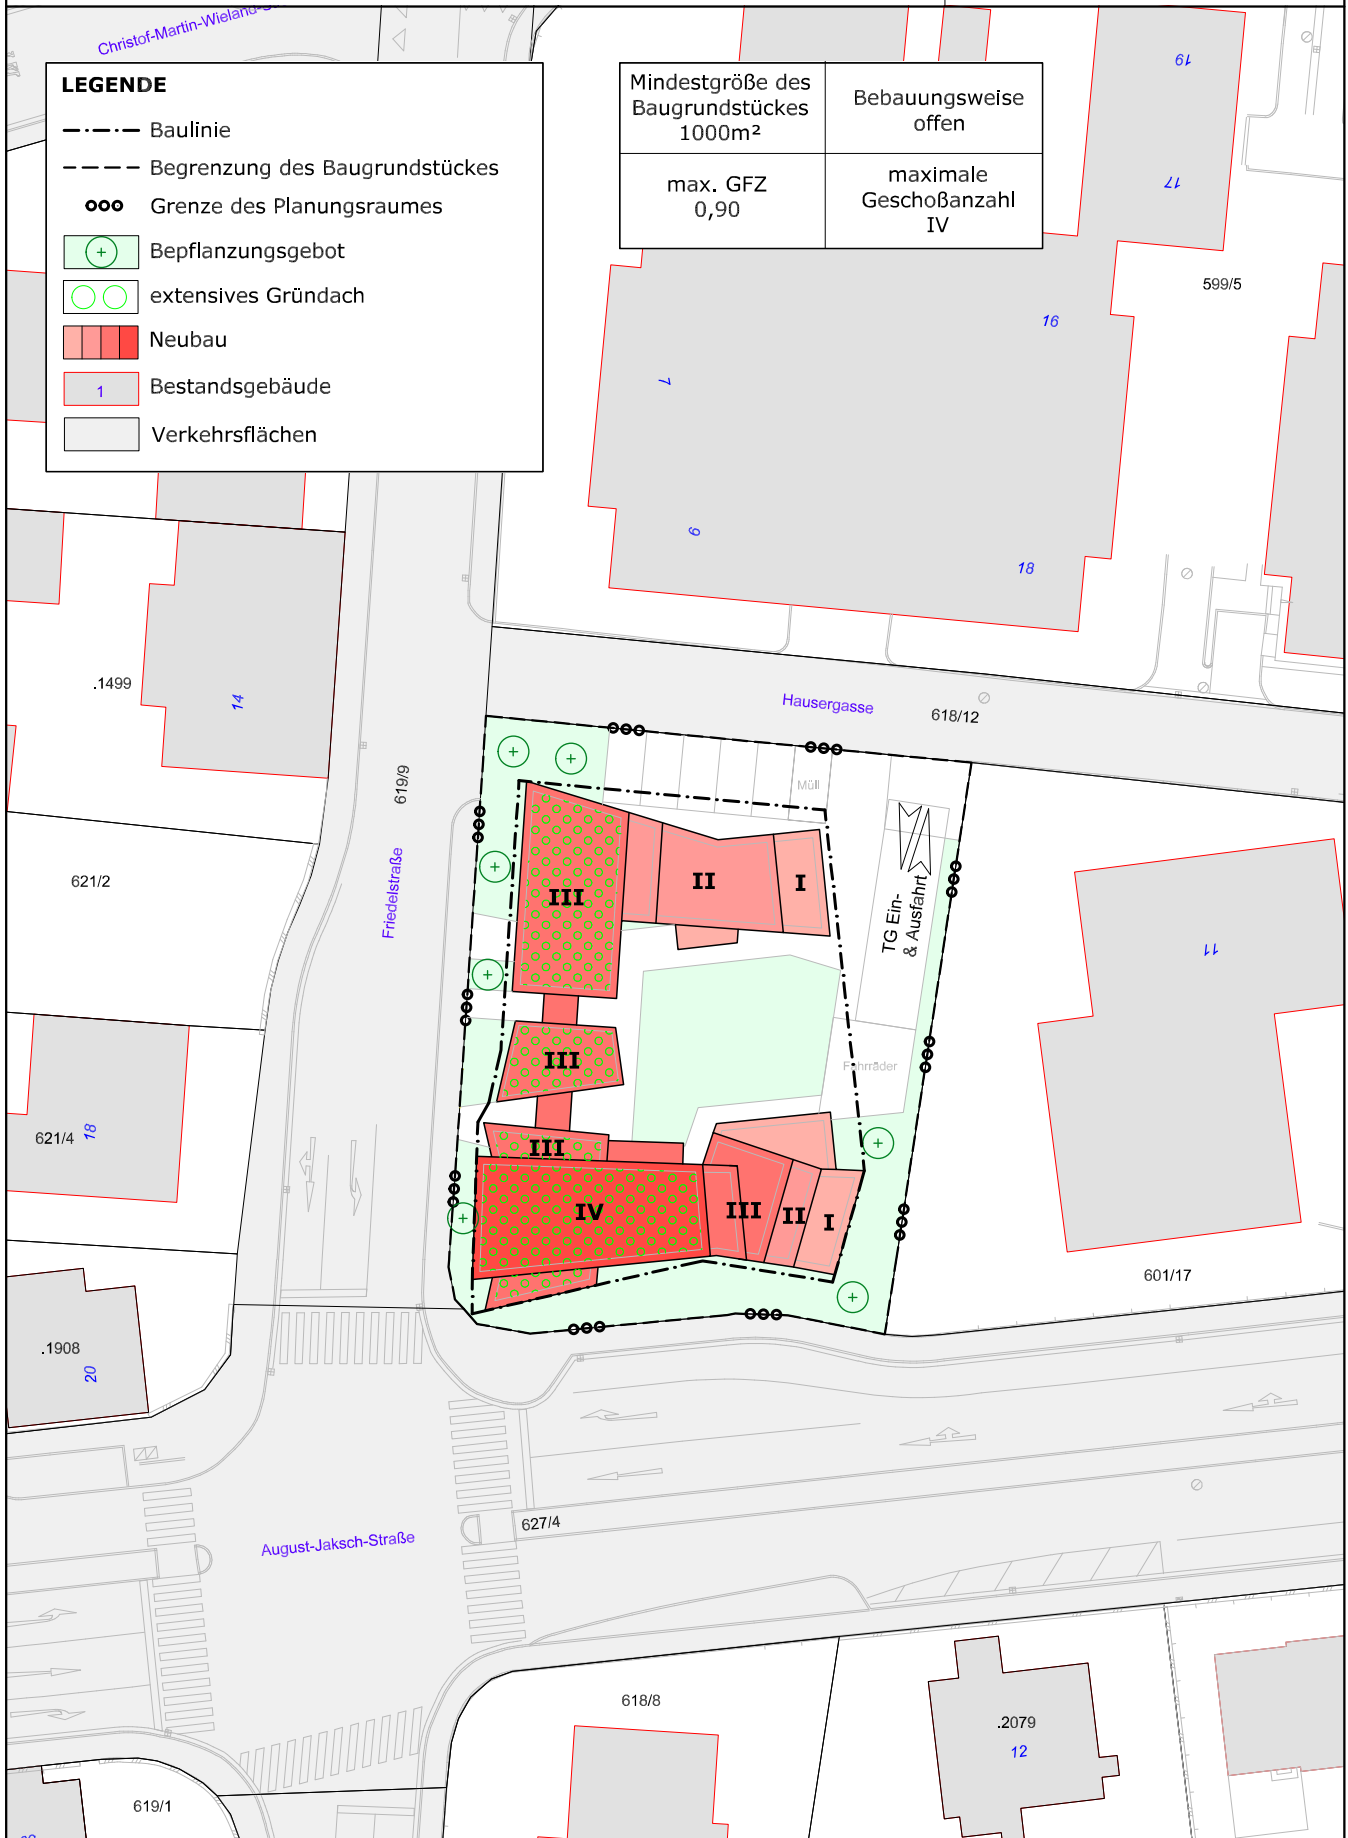 Christof-Martin-Wieland-
LEGENDE
Baulinie
Begrenzung des Baugrundstückes
Grenze des Planungsraumes
Bepflanzungsgebot
extensives Gründach
Neubau
1 Bestandsgebäude
Verkehrsflächen
Mindestgröße des
Baugrundstückes
1000m²
Bebauungsweise
offen
max. GFZ
0,90
maximale
Geschoßanzahl
IV
19
17
599/5
16
7
9
18
.1499
14
Hausergasse
618/12
619/9
Müll
621/2
Friedelstraße
III
II
I
TG Ein-
& Ausfahrt
11
III
Fahrräder
621/4
18
III
IV
III
II
I
601/17
.1908
20
627/4
August-Jaksch-Straße
618/8
.2079
12
619/1